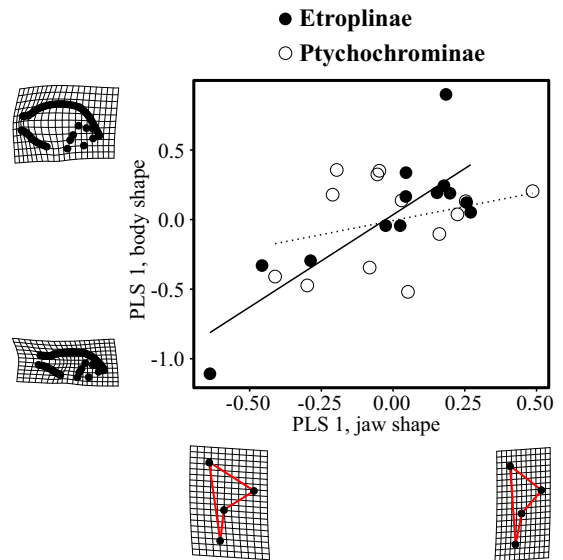 Etroplinae
Ptychochrominae
PLS 1, body shape
0.5
0.0
-0.5
-1.0
-0.50 -0.25 0.00 0.25 0.50
PLS 1, jaw shape